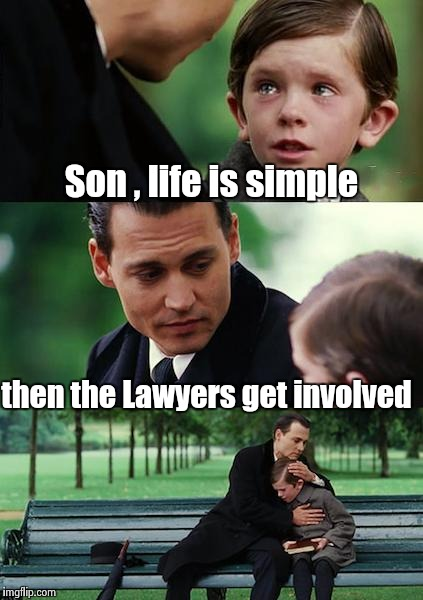 Son , life is simple
then the Lawyers get involved
imgflip.com